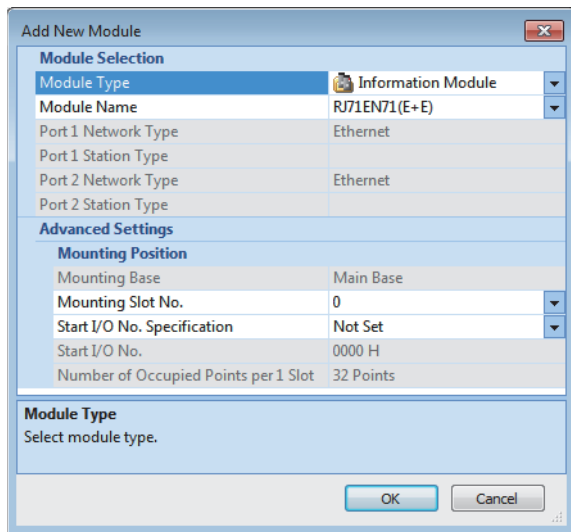 Add New Module
Module Selection
Module Type Information Module
Module Name RJ71EN71(E+E)
Port 1 Network Type Ethernet
Port 1 Station Type
Port 2 Network Type Ethernet
Port 2 Station Type
Advanced Settings
Mounting Position
Mounting Base Main Base
Mounting Slot No. 0
Start I/O No. Specification Not Set
Start I/O No. 0000 H
Number of Occupied Points per 1 Slot 32 Points
Module Type
Select module type.
OK Cancel